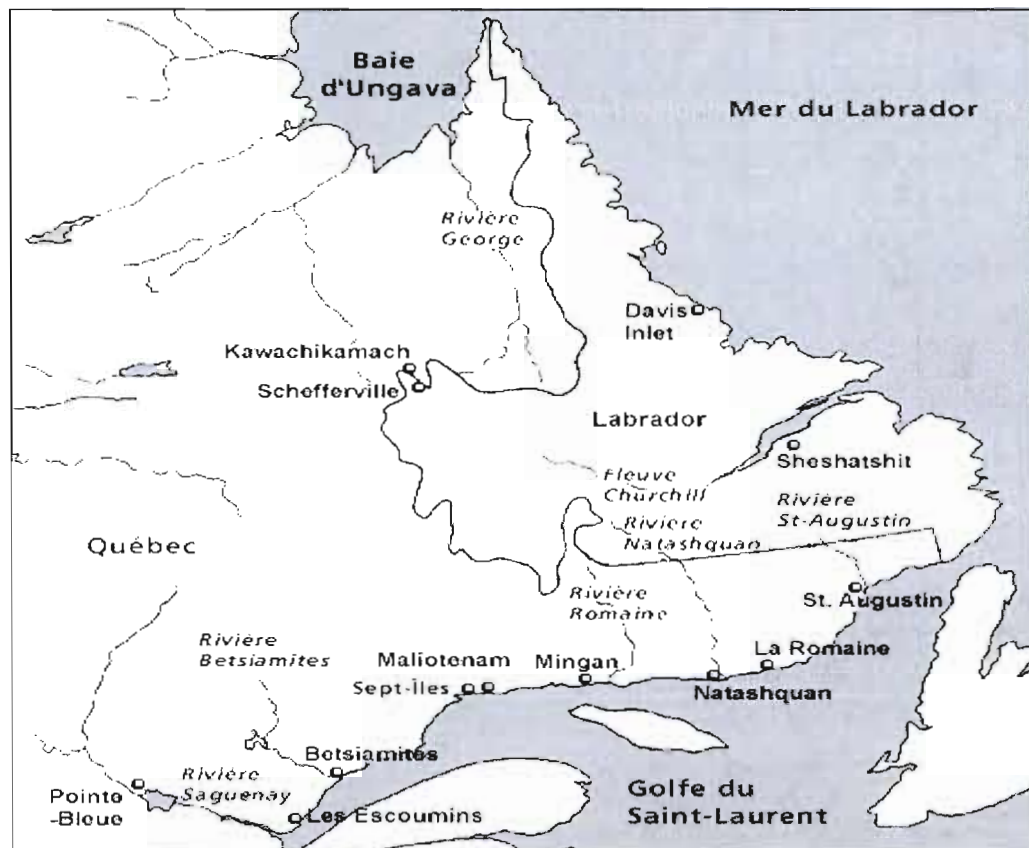 Baie
d'Ungava
Mer du Labrador
Rivière
George
Davis
Inlet
Kawachikamach
Schefferville
Labrador
Sheshatshit
Fleuve
Churchill
Rivière
St-Augustin
Rivière
Natashquan
Québec
Rivière
Romaine
St. Augustin
Rivière
Betsiamites
Maliotenam
Mingan
La Romaine
Sept-Îles
Natashquan
Betsiamites
Rivière
Saguenay
Pointe
-Bleue
Les Escoumins
Golfe du
Saint-Laurent